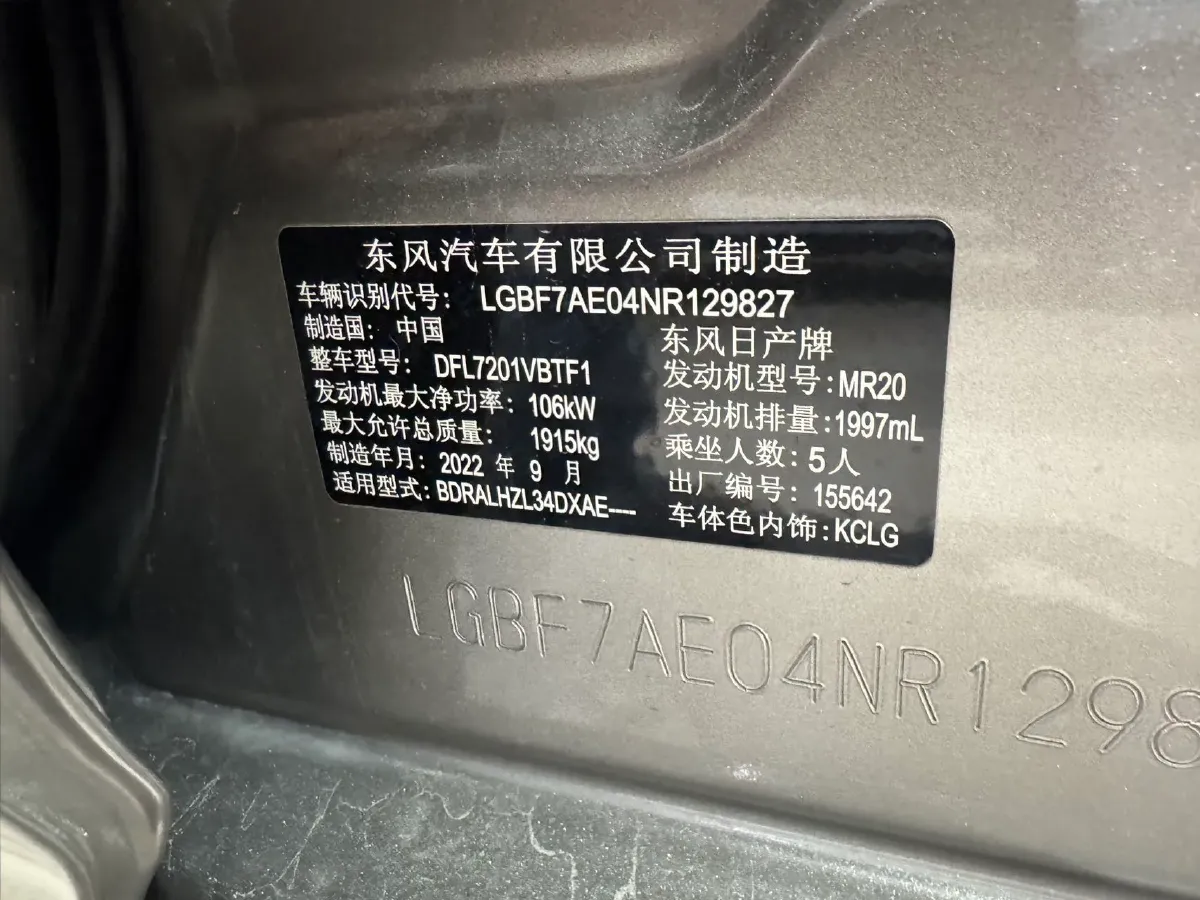 东风汽车有限公司制造
车辆识别代号: LGBF7AE04NR129827
制造国: 中国 东风日产牌
整车型号: DFL7201VBTF1 发动机型号:MR20
发动机最大净功率: 106kW 发动机排量:1997mL
最大允许总质量: 1915kg 乘坐人数:5人
制造年月: 2022 年 9 月 出厂编号: 155642
适用型式: BDRALHZL34DXAE---- 车体色内饰:KCLG
LGBF7AE04NR1298